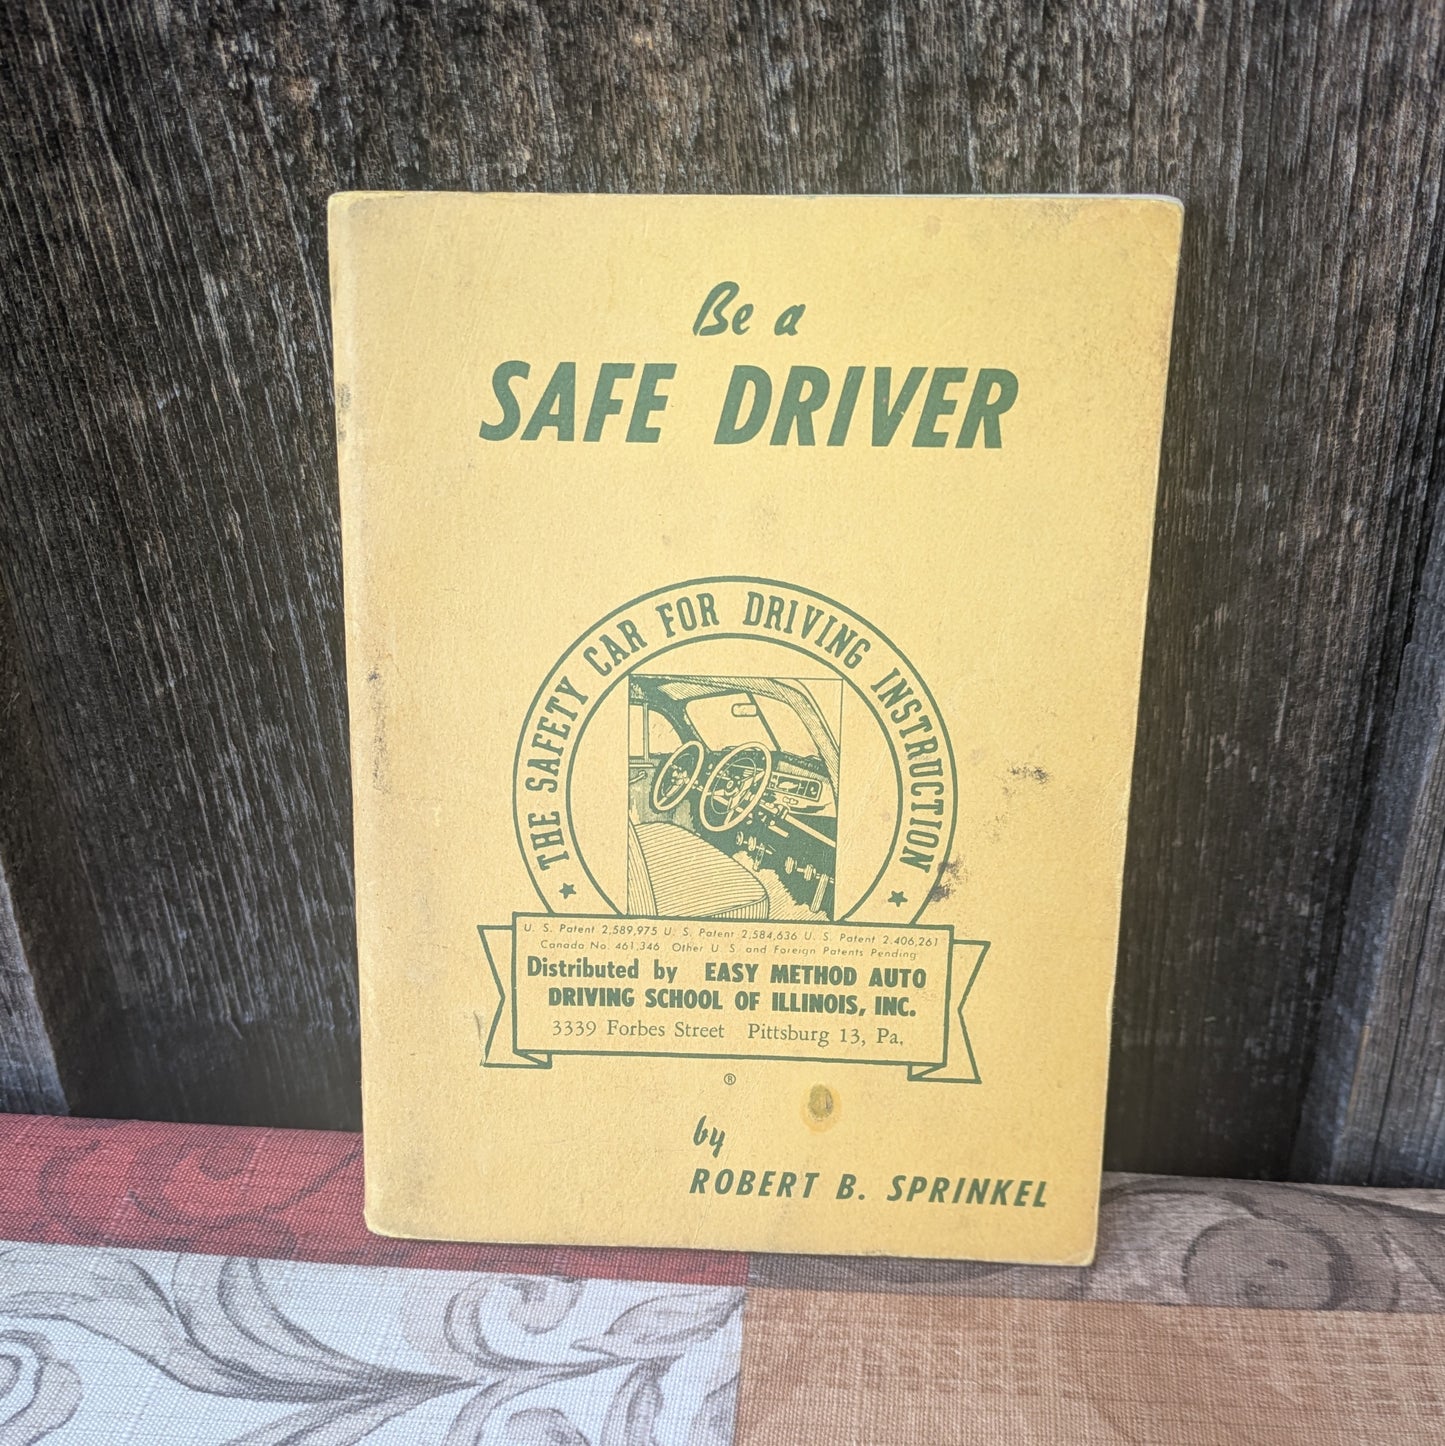 Be a
SAFE DRIVER
★ THE SAFETY CAR FOR DRIVING INSTRUCTION ★
U. S. Patent 2,589,975 U. S. Patent 2,584,636 U. S. Patent 2,406,261
Canada No. 461,346 Other U. S. and Foreign Patents Pending
Distributed by EASY METHOD AUTO
DRIVING SCHOOL OF ILLINOIS, INC.
3339 Forbes Street Pittsburg 13, Pa.
®
by
ROBERT B. SPRINKEL